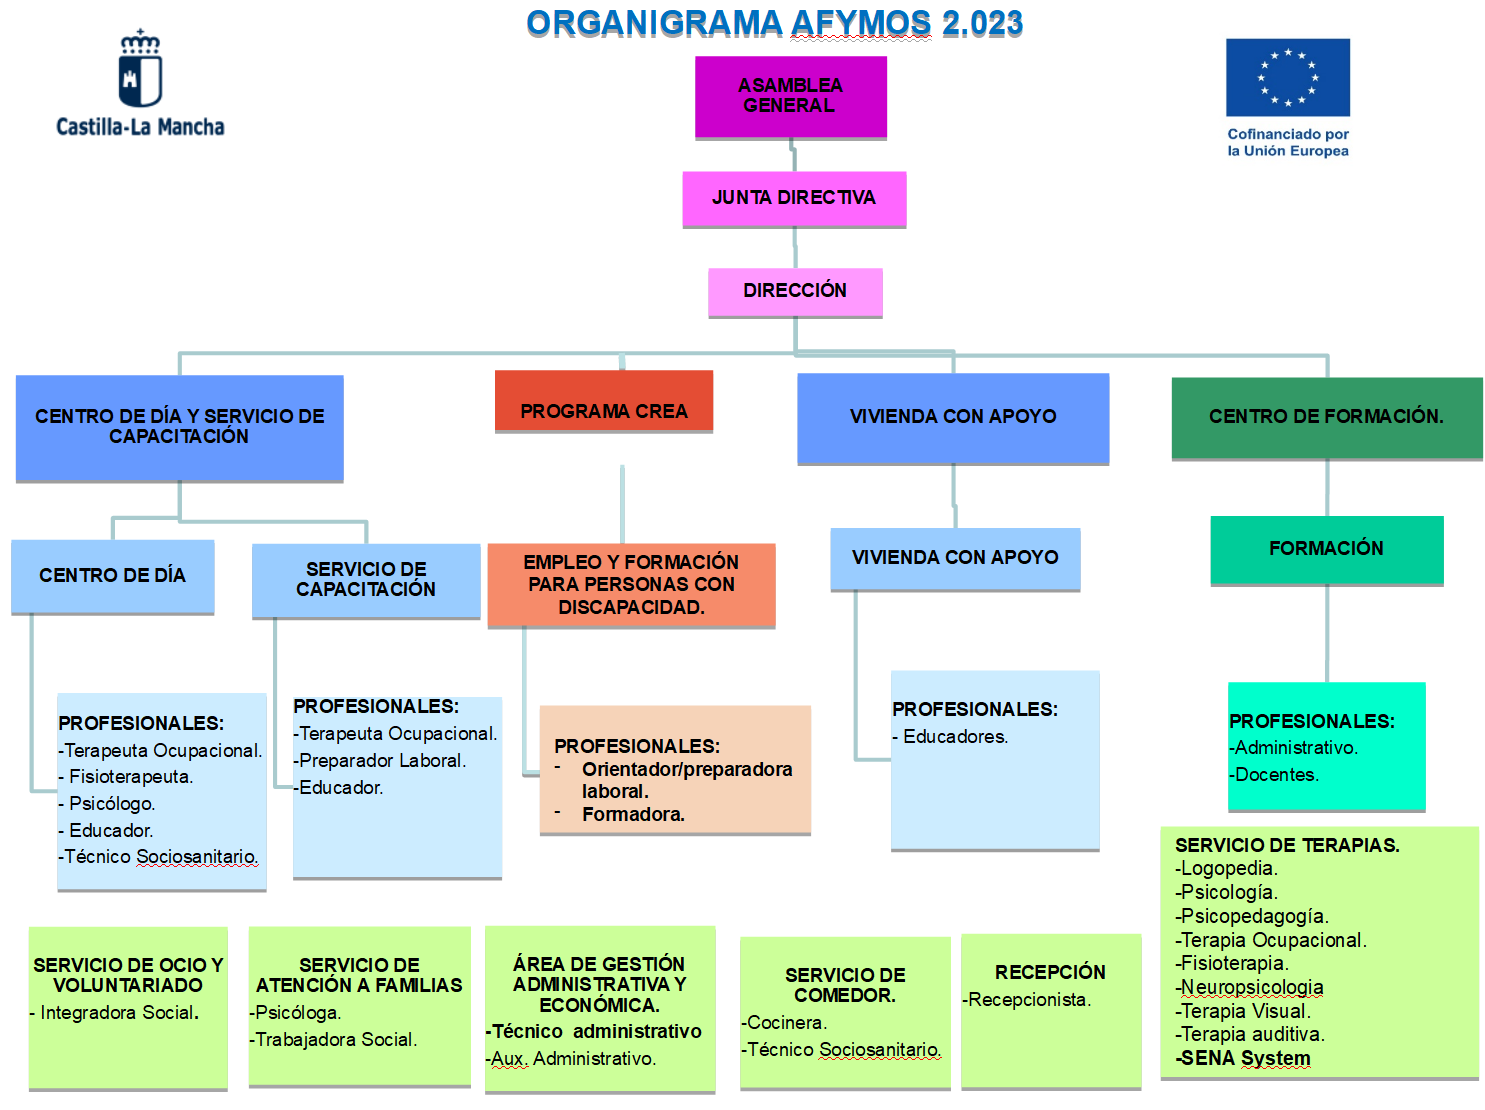 ORGANIGRAMA AFYMOS 2.023
Castilla-La Mancha
Cofinanciado por
la Unión Europea
ASAMBLEA
GENERAL
JUNTA DIRECTIVA
DIRECCIÓN
CENTRO DE DÍA Y SERVICIO DE
CAPACITACIÓN
PROGRAMA CREA
VIVIENDA CON APOYO
CENTRO DE FORMACIÓN.
CENTRO DE DÍA
SERVICIO DE
CAPACITACIÓN
EMPLEO Y FORMACIÓN
PARA PERSONAS CON
DISCAPACIDAD.
VIVIENDA CON APOYO
FORMACIÓN
PROFESIONALES:
-Terapeuta Ocupacional.
- Fisioterapeuta.
- Psicólogo.
- Educador.
-Técnico Sociosanitario.
PROFESIONALES:
-Terapeuta Ocupacional.
-Preparador Laboral.
-Educador.
PROFESIONALES:
- Orientador/preparadora
laboral.
- Formadora.
PROFESIONALES:
- Educadores.
PROFESIONALES:
-Administrativo.
-Docentes.
SERVICIO DE OCIO Y
VOLUNTARIADO
- Integradora Social.
SERVICIO DE
ATENCIÓN A FAMILIAS
-Psicóloga.
-Trabajadora Social.
ÁREA DE GESTIÓN
ADMINISTRATIVA Y
ECONÓMICA.
-Técnico administrativo
-Aux. Administrativo.
SERVICIO DE
COMEDOR.
-Cocinera.
-Técnico Sociosanitario.
RECEPCIÓN
-Recepcionista.
SERVICIO DE TERAPIAS.
-Logopedia.
-Psicología.
-Psicopedagogía.
-Terapia Ocupacional.
-Fisioterapia.
-Neuropsicologia
-Terapia Visual.
-Terapia auditiva.
-SENA System